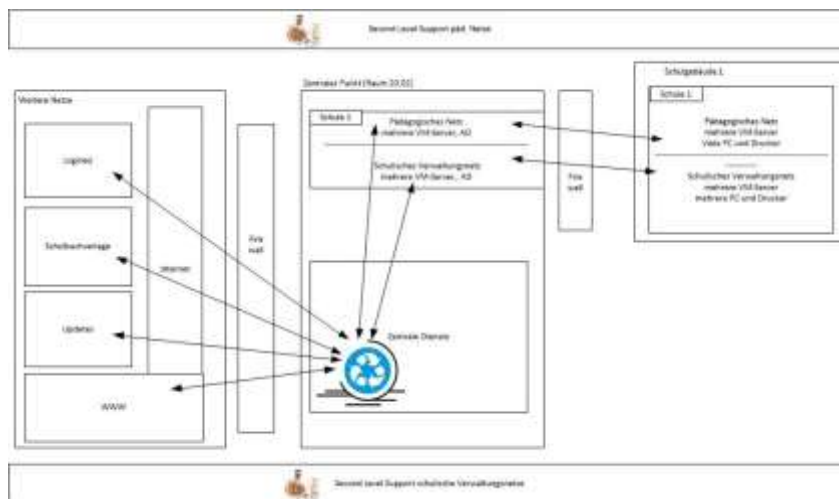 Second Level Support päd. Netze
Weitere Netze
Logineo
Schulbuchverlage
Updates
WWW
Internet
Fire
wall
Zentraler Punkt (Raum
Schule 1
Pädagogisches Netz
mehrere VM-Server, AD
Schulisches Verwaltungsnetz
mehrere VM-Server, AD
Zentrale Dienste
Fire
wall
Schulgebäude 1
Schule 1
Pädagogisches Netz
mehrere VM-Server
Viele PC und Drucker
Schulisches Verwaltungsnetz
mehrere VM-Server
mehrere PC und Drucker
Second Level Support schulische Verwaltungsnetze